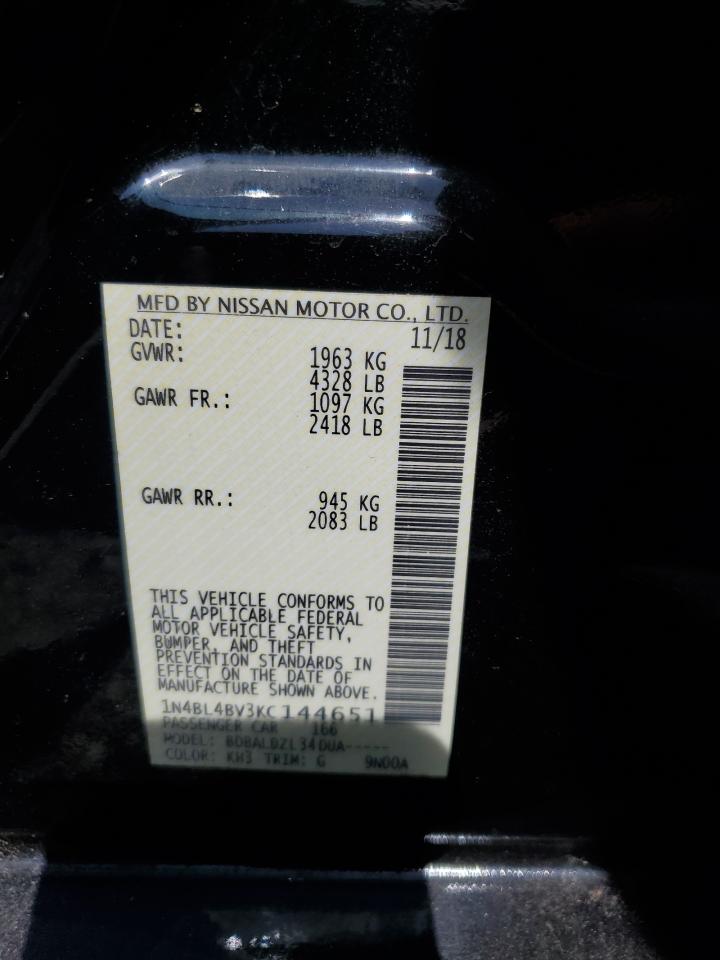 MFD BY NISSAN MOTOR CO., LTD.
DATE: 11/18
GVWR: 1963 KG
4328 LB
GAWR FR.: 1097 KG
2418 LB
GAWR RR.: 945 KG
2083 LB
THIS VEHICLE CONFORMS TO
ALL APPLICABLE FEDERAL
MOTOR VEHICLE SAFETY,
BUMPER, AND THEFT
PREVENTION STANDARDS IN
EFFECT ON THE DATE OF
MANUFACTURE SHOWN ABOVE.
1N4BL4BV3KC144651
PASSENGER CAR 166
MODEL: BDBALDZL34DUA-----
COLOR: KH3 TRIM: G 9N00A